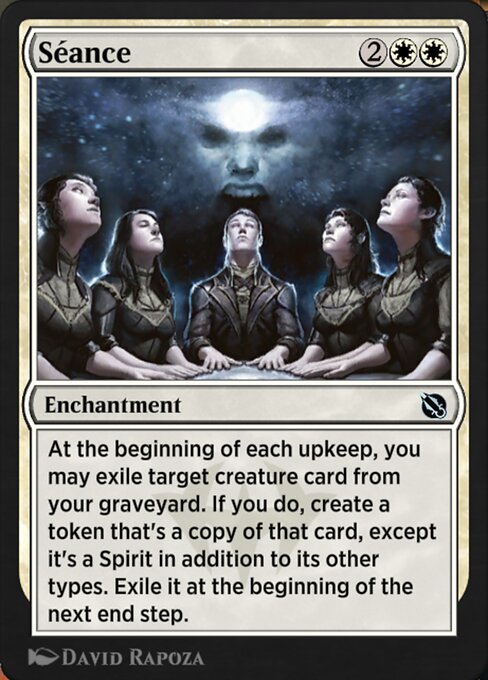 Séance 2
Enchantment
At the beginning of each upkeep, you
may exile target creature card from
your graveyard. If you do, create a
token that's a copy of that card, except
it's a Spirit in addition to its other
types. Exile it at the beginning of the
next end step.
David Rapoza